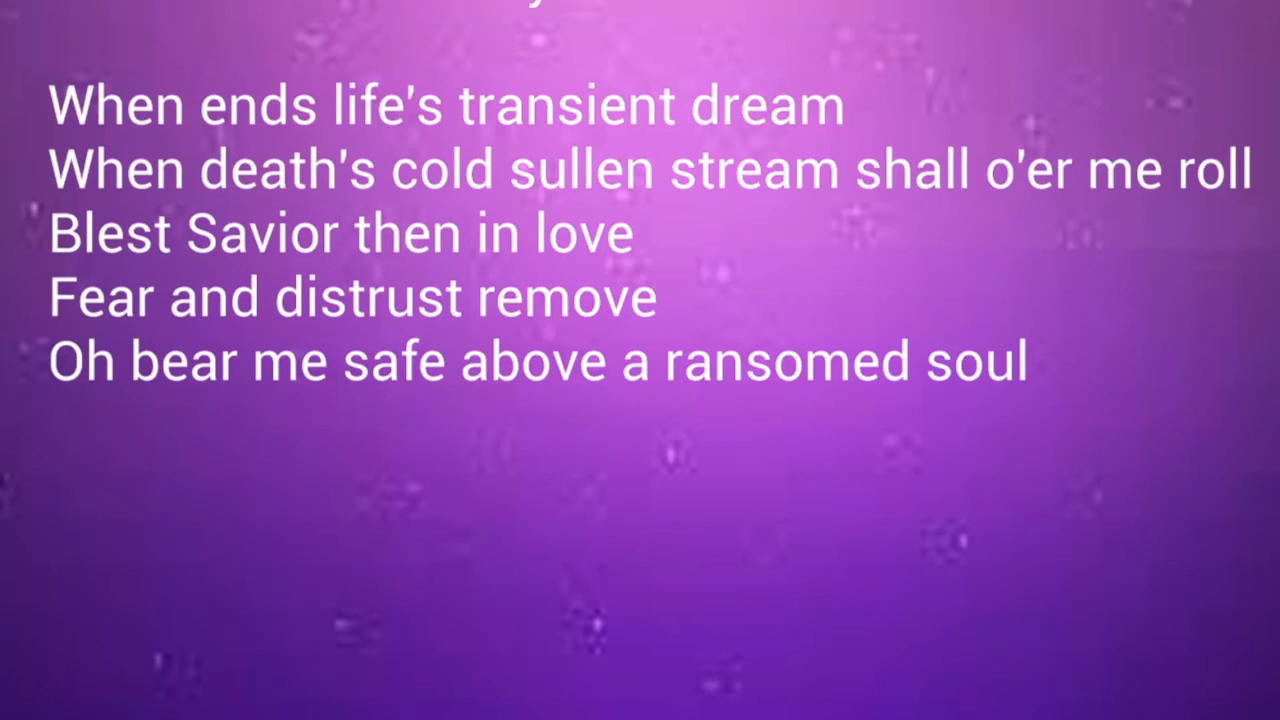 When ends life's transient dream
When death's cold sullen stream shall o'er me roll
Blest Savior then in love
Fear and distrust remove
Oh bear me safe above a ransomed soul